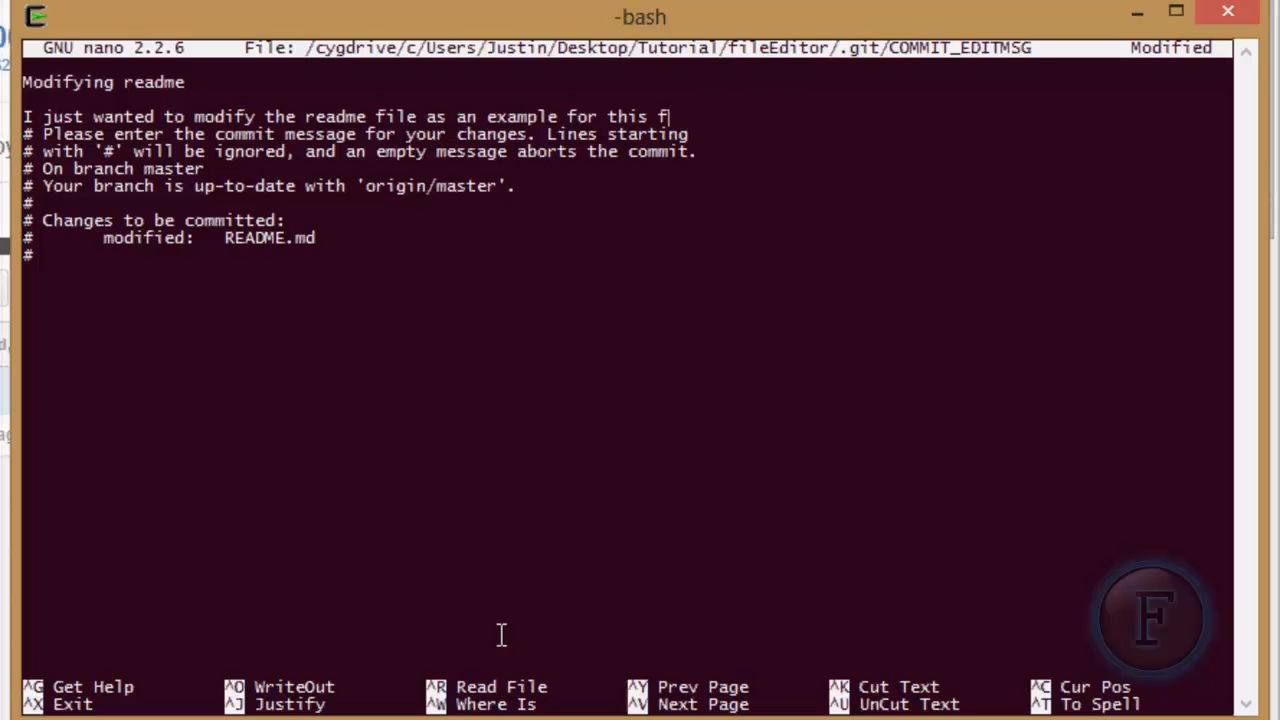 -bash
GNU nano 2.2.6 File: /cygdrive/c/Users/Justin/Desktop/Tutorial/fileEditor/.git/COMMIT_EDITMSG Modified
Modifying readme
I just wanted to modify the readme file as an example for this f
# Please enter the commit message for your changes. Lines starting
# with '#' will be ignored, and an empty message aborts the commit.
# On branch master
# Your branch is up-to-date with 'origin/master'.
#
# Changes to be committed:
# modified: README.md
#
^G Get Help ^O WriteOut ^R Read File ^Y Prev Page ^K Cut Text ^C Cur Pos
^X Exit ^J Justify ^W Where Is ^V Next Page ^U UnCut Text ^T To Spell
F